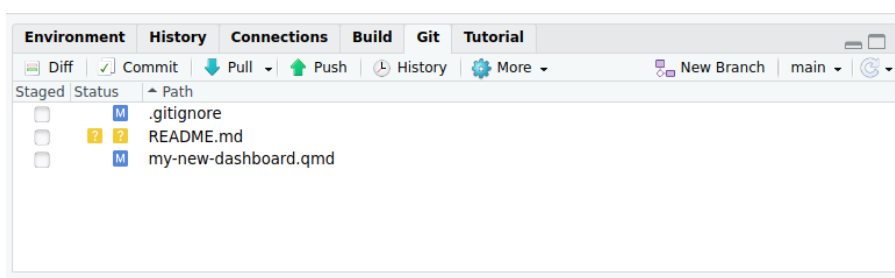 Environment History Connections Build Git Tutorial
Diff Commit Pull Push History More New Branch main
Staged Status Path
M .gitignore
? ? README.md
M my-new-dashboard.qmd